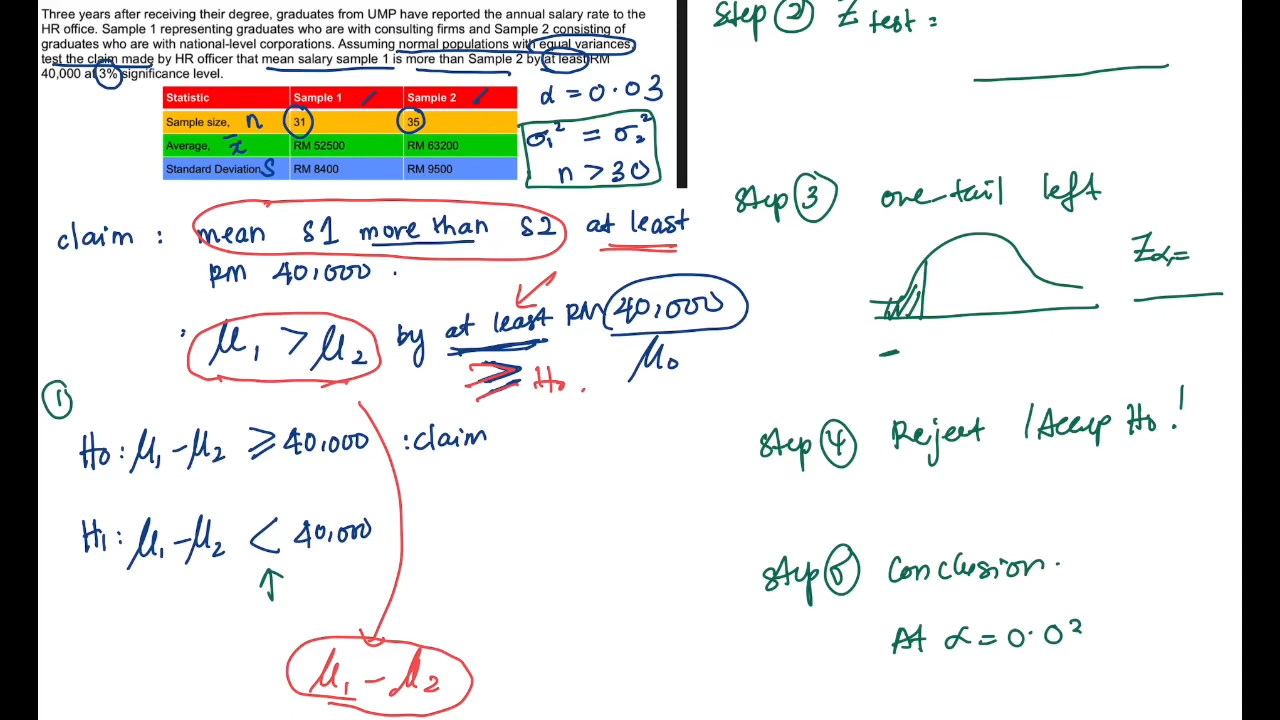 Three years after receiving their degree, graduates from UMP have reported the annual salary rate to the
HR office. Sample 1 representing graduates who are with consulting firms and Sample 2 consisting of
graduates who are with national-level corporations. Assuming normal populations with equal variances,
test the claim made by HR officer that mean salary sample 1 is more than Sample 2 by at least RM
40,000 at 3% significance level.
Statistic Sample 1 Sample 2
Sample size, n 31 35
Average, x̄ RM 52500 RM 63200
Standard Deviation S RM 8400 RM 9500
α = 0.03
σ₁² = σ₂²
n > 30
claim : mean S1 more than S2 at least
RM 40,000 .
: μ₁ > μ₂ by at least RM 40,000
≥ H₀ . μ₀
①
H₀ : μ₁ - μ₂ ≥ 40,000 : claim
H₁ : μ₁ - μ₂ < 40,000
μ₁ - μ₂
Step ② Z test =
Step ③ one-tail left
Zα =
Step ④ Reject / Accep H₀ !
Step ⑤ Conclusion .
At α = 0.0